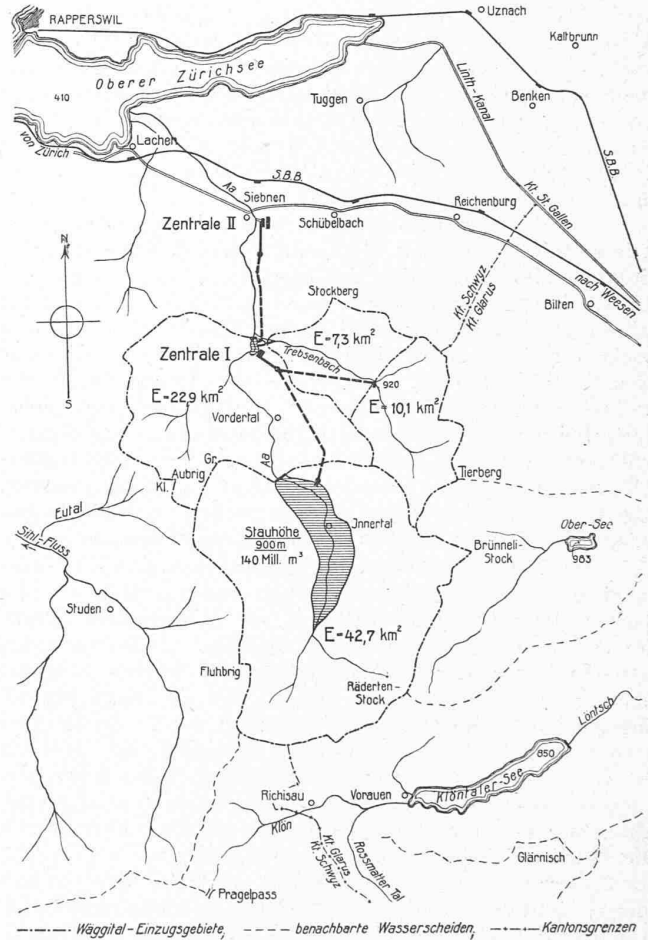 RAPPERSWIL
Uznach
Kaltbrunn
Oberer Zürichsee
410
Linth-Kanal
Tuggen
Benken
S.B.B.
von Zürich
Lachen
Aa
S.B.B.
Siebnen
Kt. St. Gallen
Zentrale II
Schübelbach
Reichenburg
nach Weesen
N
Stockberg
Kt. Schwyz
Kt. Glarus
Bilten
E=7,3 km²
Zentrale I
Trebsenbach
920
S
E=22,9 km²
E=10,1 km²
Vordertal
Aa
Gr.
Aubrig
Kl.
Tierberg
Eutal
Sihl-Fluss
Stauhöhe
900m
140 Mill. m³
Innertal
Ober-See
Brünneli-
Stock
983
Studen
E=42,7 km²
Fluhbrig
Räderten-
Stock
Löntsch
850
Klöntaler-See
Richisau
Vorauen
Klön
Kt. Glarus
Kt. Schwyz
Rossmatter Tal
Glärnisch
Pragelpass
Wäggital-Einzugsgebiete, benachbarte Wasserscheiden, Kantonsgrenzen